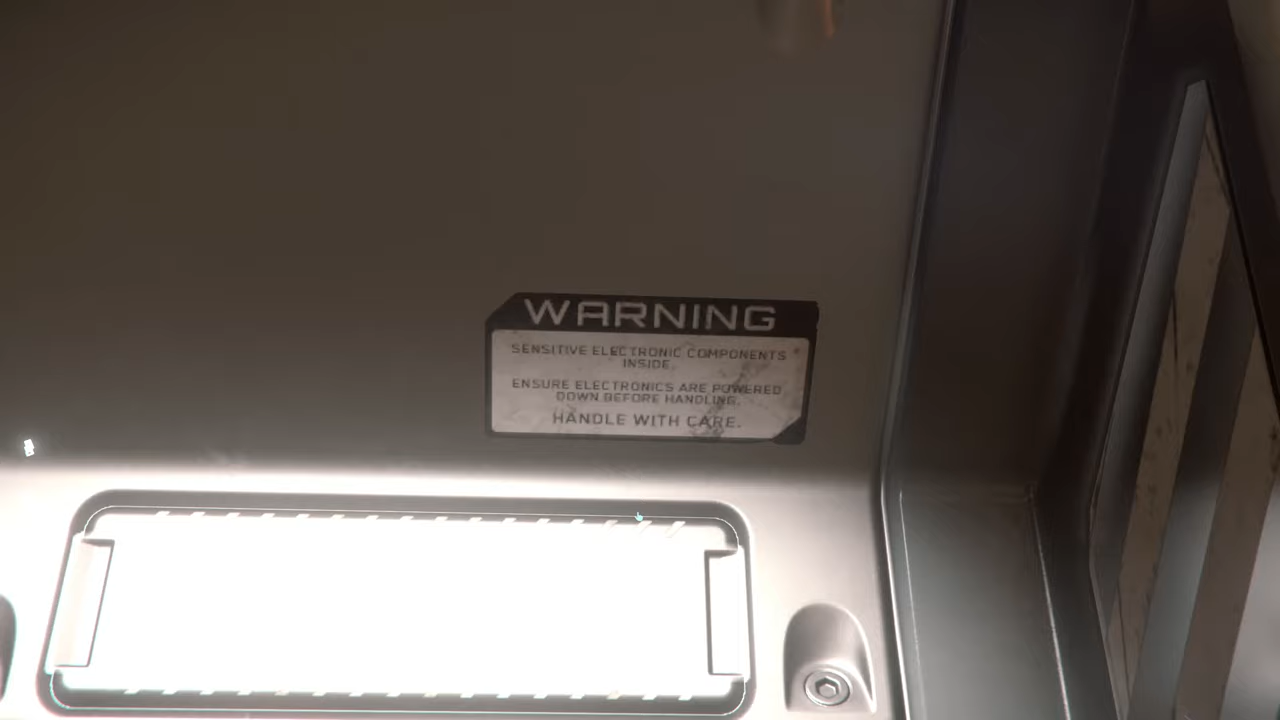 WARNING
SENSITIVE ELECTRONIC COMPONENTS
INSIDE.
ENSURE ELECTRONICS ARE POWERED
DOWN BEFORE HANDLING.
HANDLE WITH CARE.